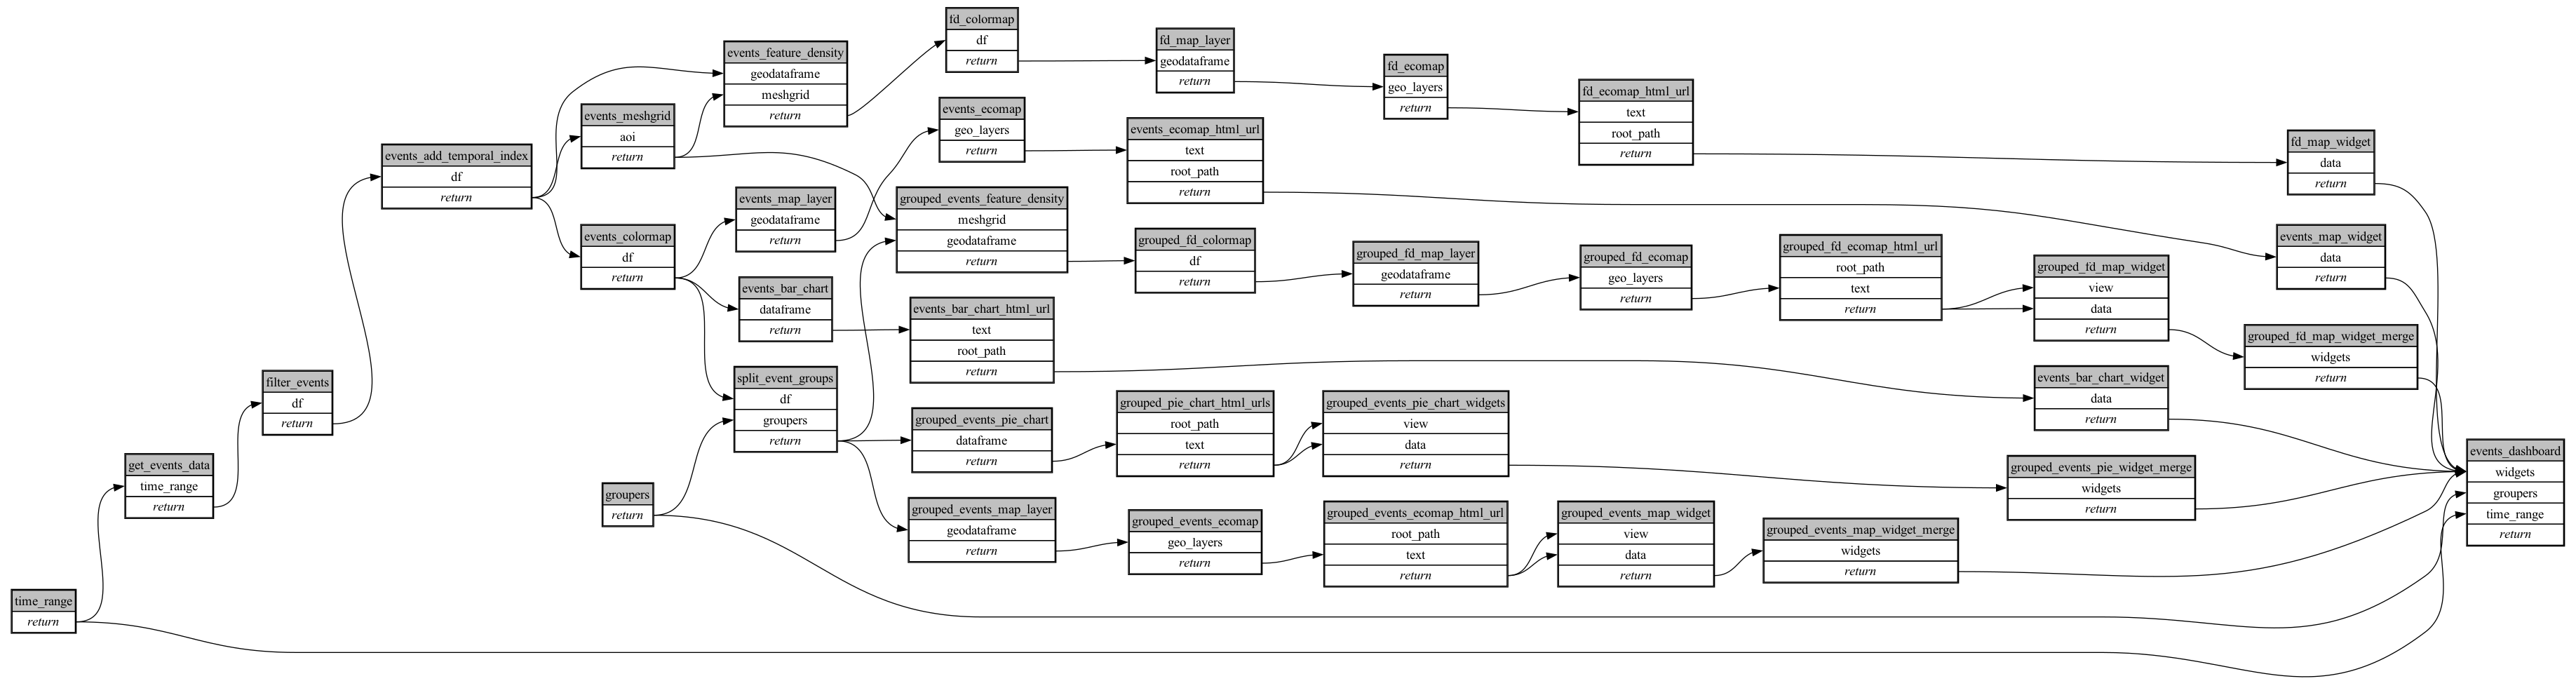 time_range
return
get_events_data
time_range
return
filter_events
df
return
events_add_temporal_index
df
return
events_meshgrid
aoi
return
events_colormap
df
return
groupers
return
events_feature_density
geodataframe
meshgrid
return
events_map_layer
geodataframe
return
events_bar_chart
dataframe
return
split_event_groups
df
groupers
return
fd_colormap
df
return
events_ecomap
geo_layers
return
grouped_events_feature_density
meshgrid
geodataframe
return
events_bar_chart_html_url
text
root_path
return
grouped_events_pie_chart
dataframe
return
grouped_events_map_layer
geodataframe
return
fd_map_layer
geodataframe
return
events_ecomap_html_url
text
root_path
return
grouped_fd_colormap
df
return
grouped_pie_chart_html_urls
root_path
text
return
grouped_events_ecomap
geo_layers
return
fd_ecomap
geo_layers
return
grouped_fd_map_layer
geodataframe
return
grouped_events_pie_chart_widgets
view
data
return
grouped_events_ecomap_html_url
root_path
text
return
fd_ecomap_html_url
text
root_path
return
grouped_fd_ecomap
geo_layers
return
grouped_events_map_widget
view
data
return
grouped_fd_ecomap_html_url
root_path
text
return
grouped_events_map_widget_merge
widgets
return
grouped_fd_map_widget
view
data
return
events_bar_chart_widget
data
return
grouped_events_pie_widget_merge
widgets
return
fd_map_widget
data
return
events_map_widget
data
return
grouped_fd_map_widget_merge
widgets
return
events_dashboard
widgets
groupers
time_range
return